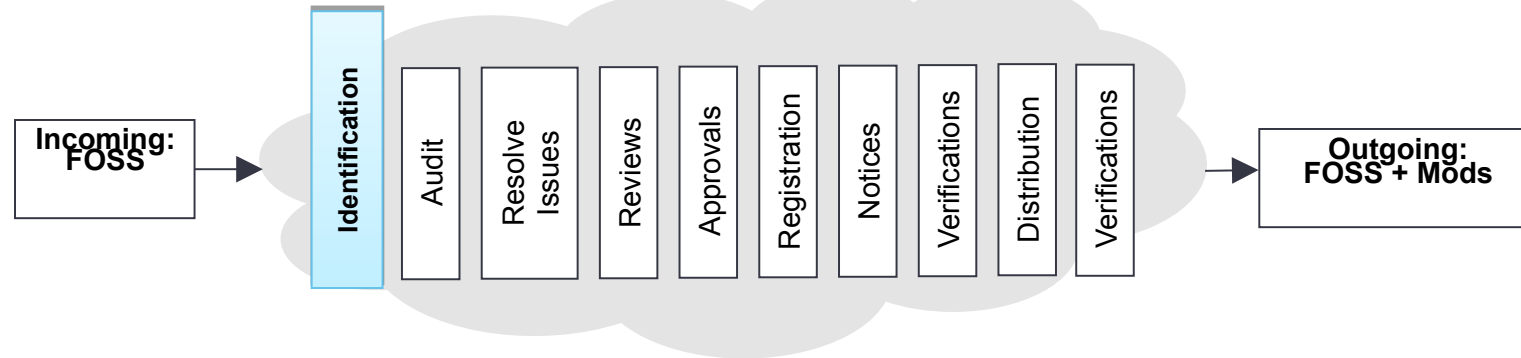 Incoming:
FOSS
Identification
Audit
Resolve
Issues
Reviews
Approvals
Registration
Notices
Verifications
Distribution
Verifications
Outgoing:
FOSS + Mods